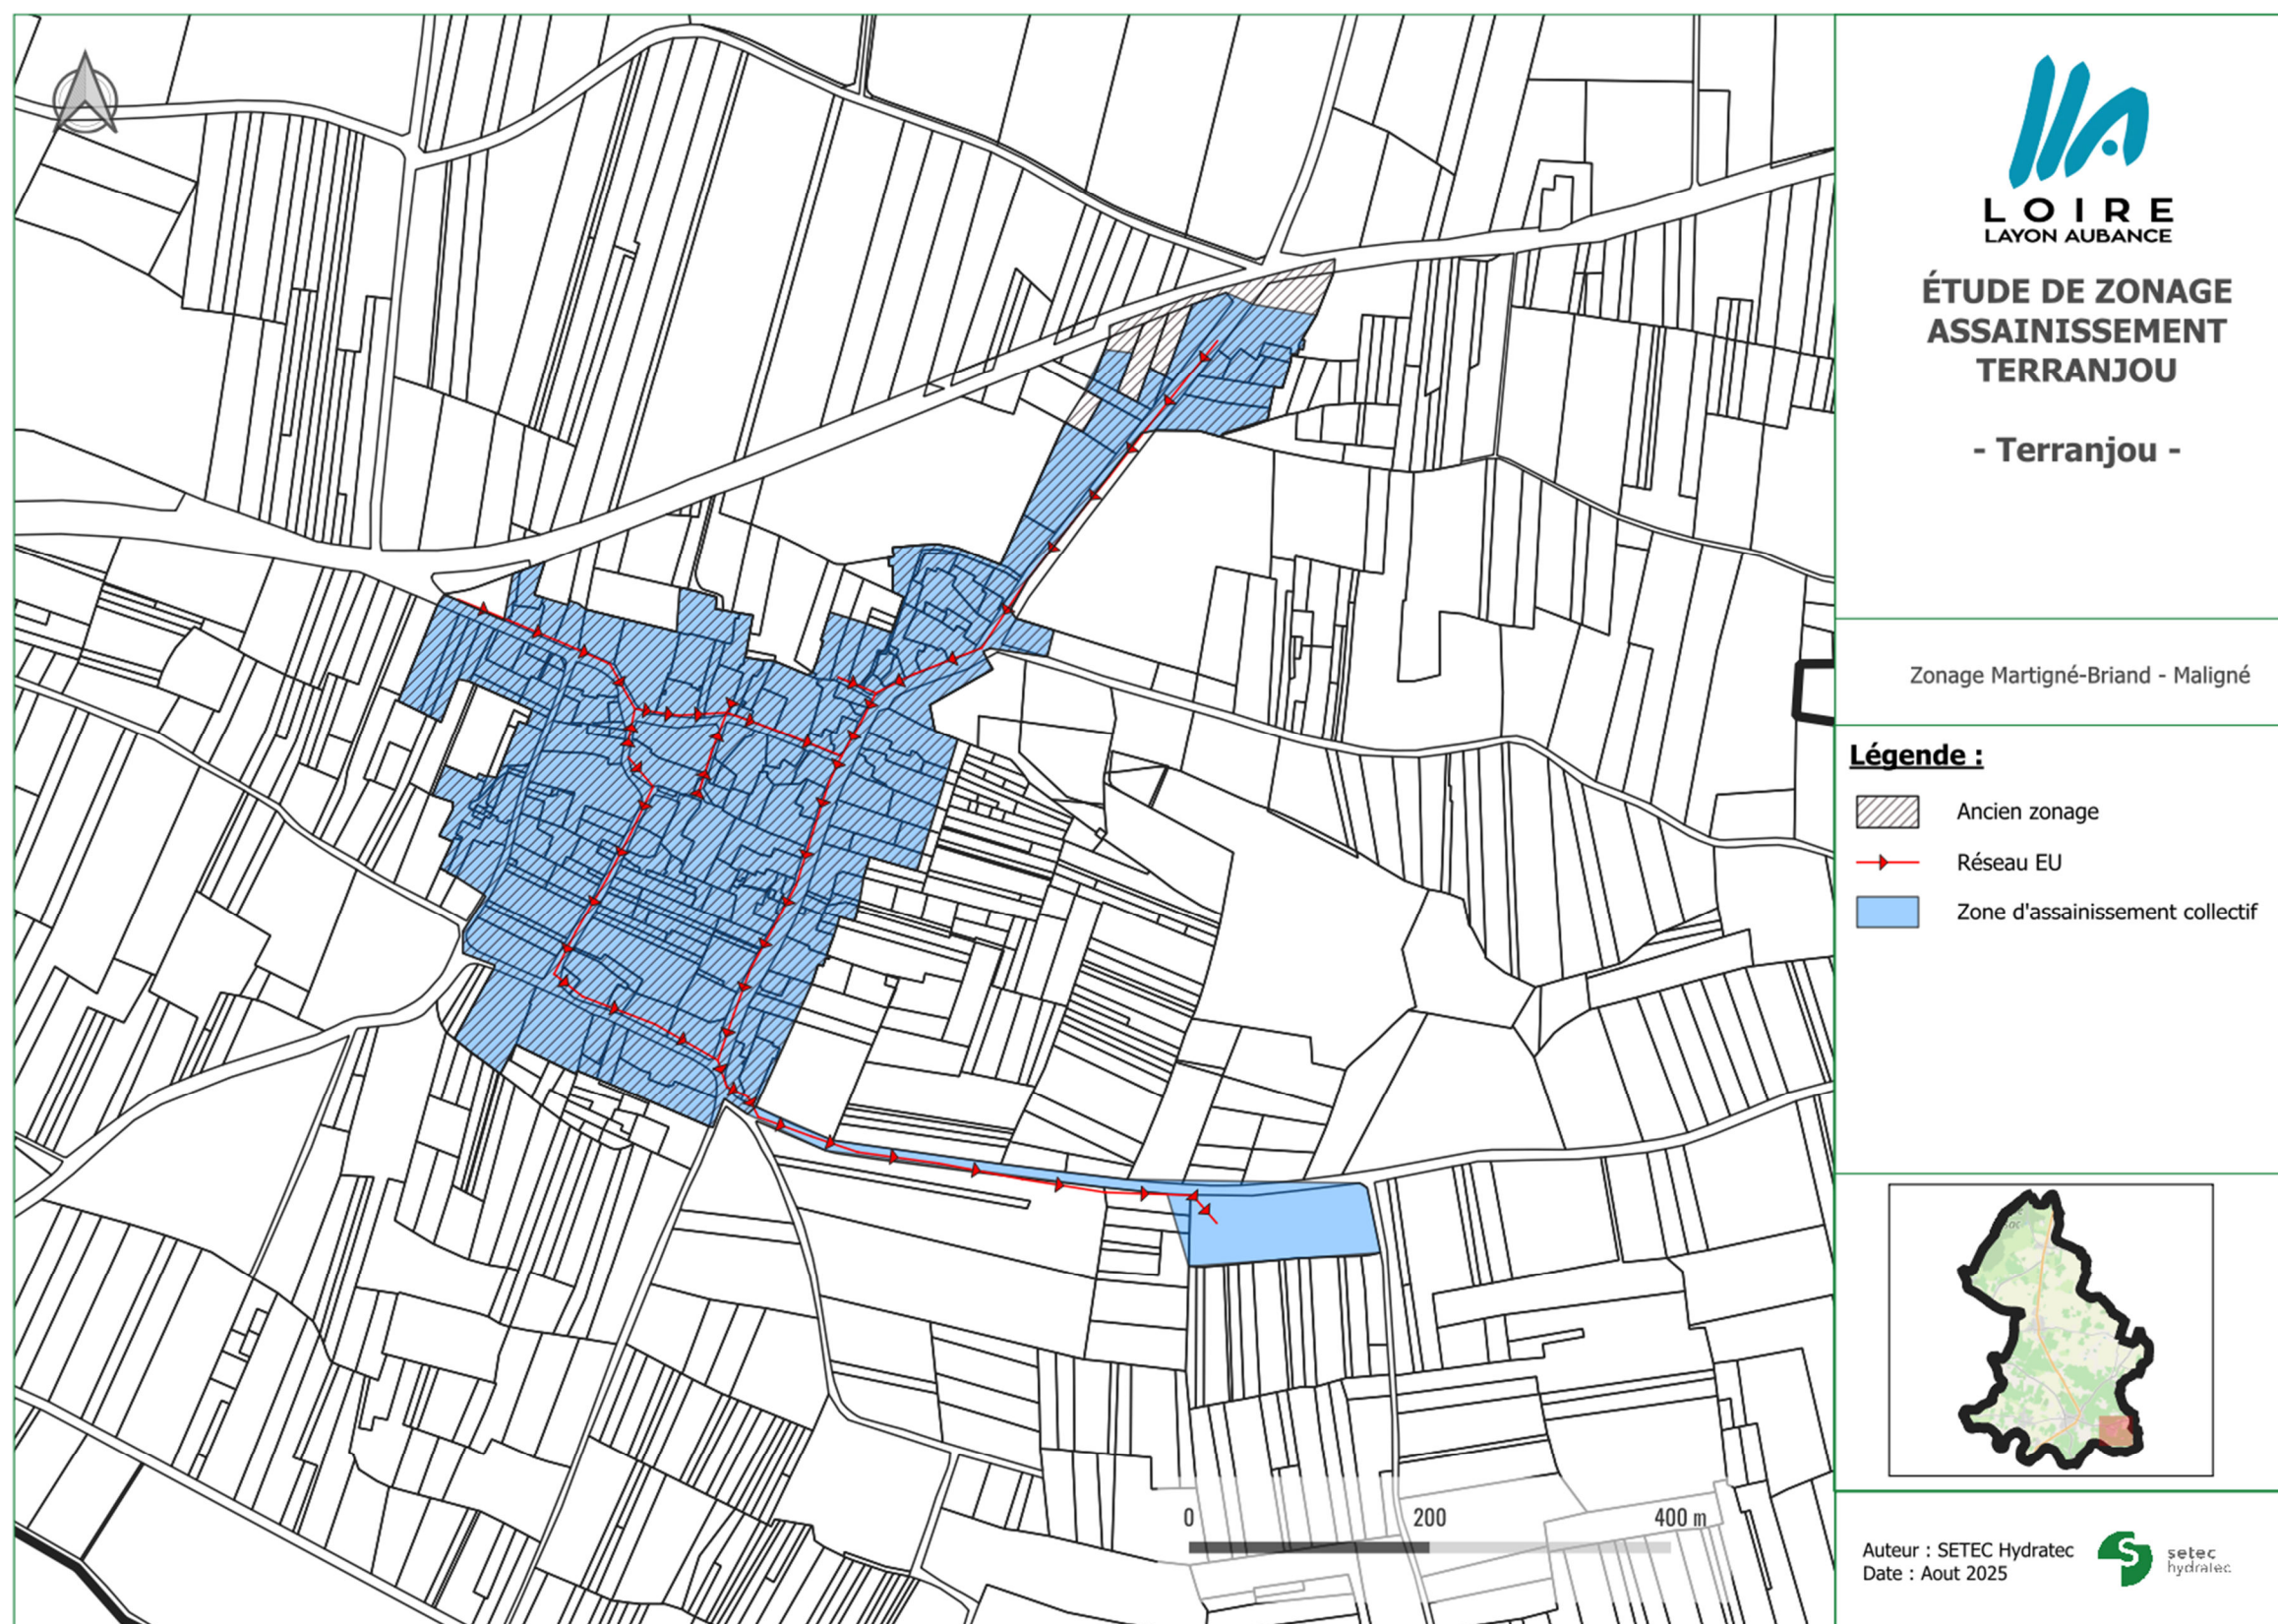 LOIRE
LAYON AUBANCE
ÉTUDE DE ZONAGE
ASSAINISSEMENT
TERRANJOU
- Terranjou -
Zonage Martigné-Briand - Maligné
Légende :
Ancien zonage
Réseau EU
Zone d'assainissement collectif
0 200 400 m
Auteur : SETEC Hydratec
Date : Aout 2025
S
setec
hydratec